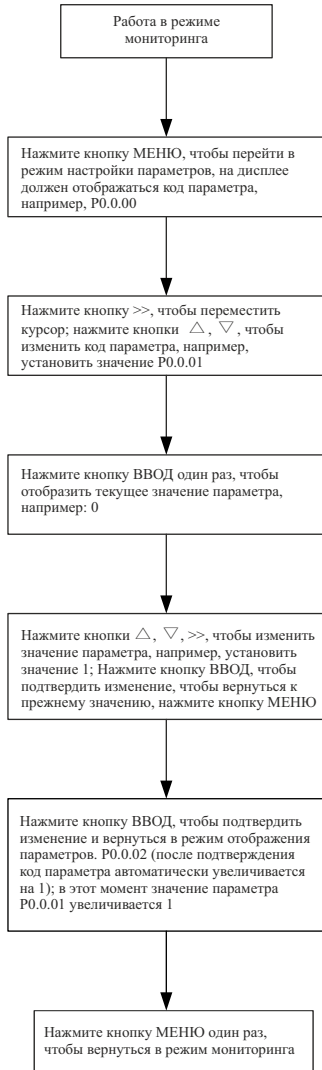 Работа в режиме
мониторинга
Нажмите кнопку МЕНЮ, чтобы перейти в
режим настройки параметров, на дисплее
должен отображаться код параметра,
например, P0.0.00
Нажмите кнопку >>, чтобы переместить
курсор; нажмите кнопки △, ▽, чтобы
изменить код параметра, например,
установить значение P0.0.01
Нажмите кнопку ВВОД один раз, чтобы
отобразить текущее значение параметра,
например: 0
Нажмите кнопки △, ▽, >>, чтобы изменить
значение параметра, например, установить
значение 1; Нажмите кнопку ВВОД, чтобы
подтвердить изменение, чтобы вернуться к
прежнему значению, нажмите кнопку МЕНЮ
Нажмите кнопку ВВОД, чтобы подтвердить
изменение и вернуться в режим отображения
параметров. P0.0.02 (после подтверждения
код параметра автоматически увеличивается
на 1); в этот момент значение параметра
P0.0.01 увеличивается 1
Нажмите кнопку МЕНЮ один раз,
чтобы вернуться в режим мониторинга